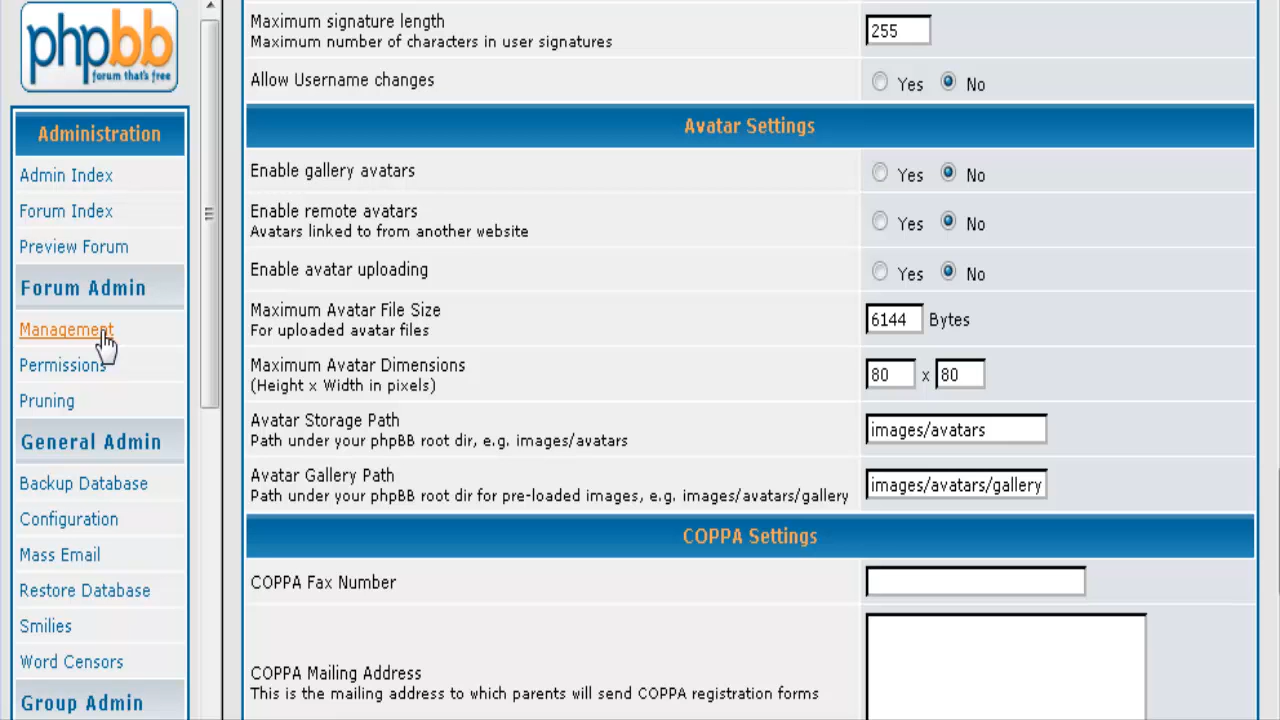 phpbb
forum that's free
Administration
Admin Index
Forum Index
Preview Forum
Forum Admin
Management
Permissions
Pruning
General Admin
Backup Database
Configuration
Mass Email
Restore Database
Smilies
Word Censors
Group Admin
Maximum signature length
Maximum number of characters in user signatures
255
Allow Username changes
Yes No
Avatar Settings
Enable gallery avatars
Yes No
Enable remote avatars
Avatars linked to from another website
Yes No
Enable avatar uploading
Yes No
Maximum Avatar File Size
For uploaded avatar files
6144 Bytes
Maximum Avatar Dimensions
(Height x Width in pixels)
80 x 80
Avatar Storage Path
Path under your phpBB root dir, e.g. images/avatars
images/avatars
Avatar Gallery Path
Path under your phpBB root dir for pre-loaded images, e.g. images/avatars/gallery
images/avatars/gallery
COPPA Settings
COPPA Fax Number
COPPA Mailing Address
This is the mailing address to which parents will send COPPA registration forms